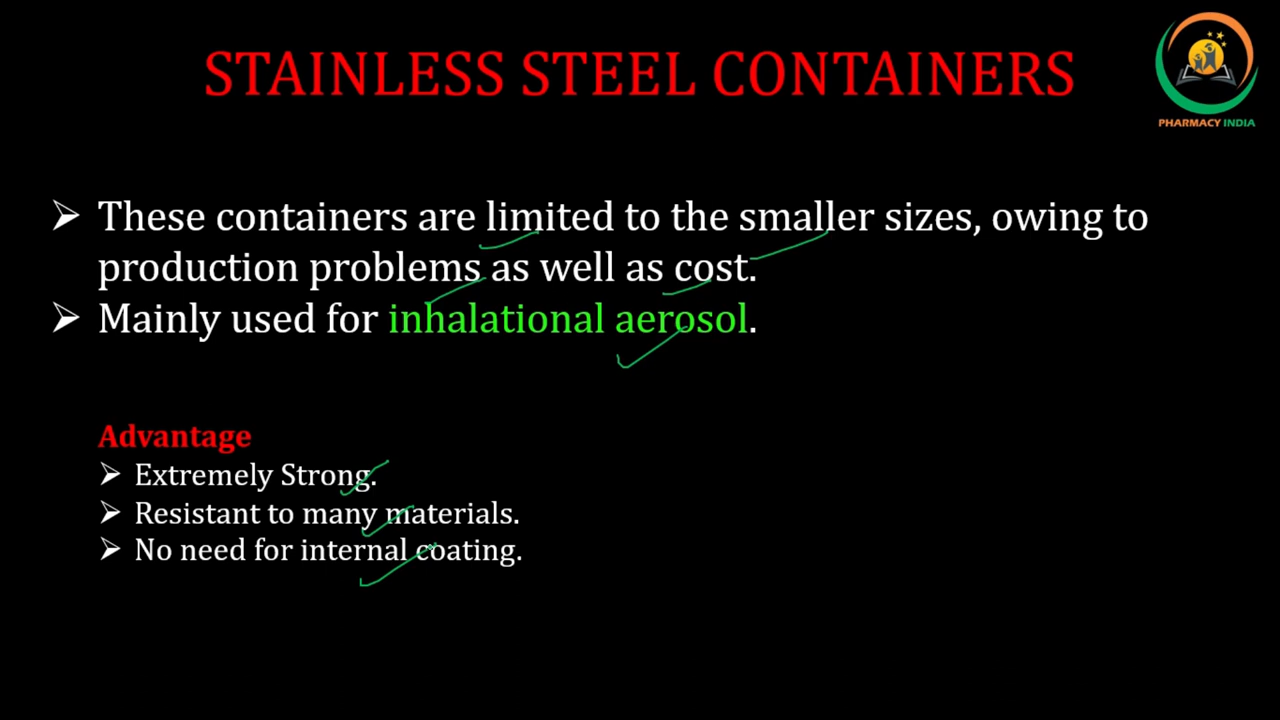 STAINLESS STEEL CONTAINERS
PHARMACY INDIA
➢ These containers are limited to the smaller sizes, owing to
production problems as well as cost.
➢ Mainly used for inhalational aerosol.
Advantage
➢ Extremely Strong.
➢ Resistant to many materials.
➢ No need for internal coating.